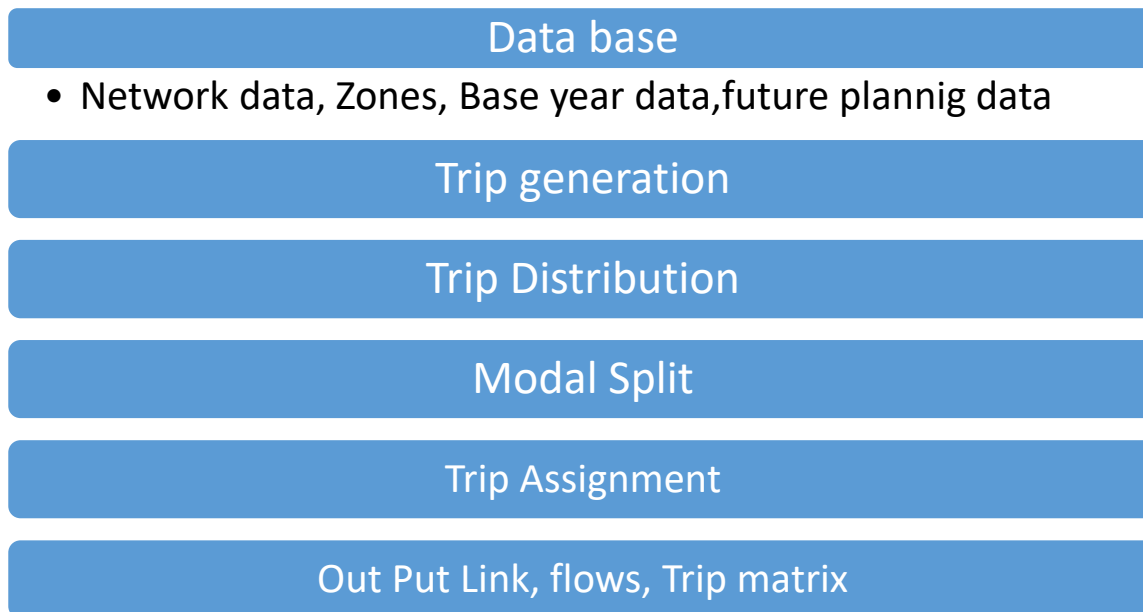 Data base
• Network data, Zones, Base year data,future plannig data
Trip generation
Trip Distribution
Modal Split
Trip Assignment
Out Put Link, flows, Trip matrix